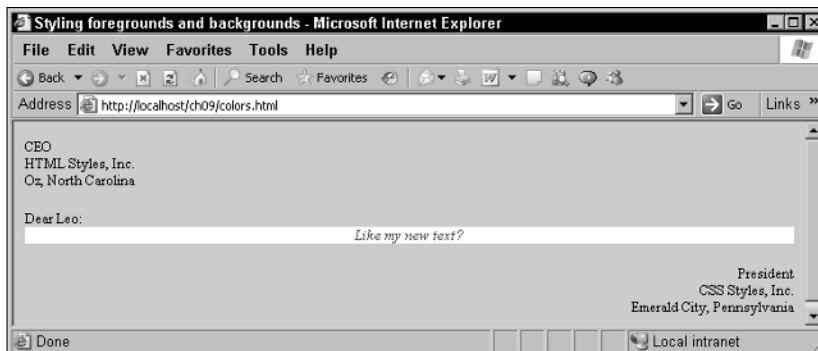 Styling foregrounds and backgrounds - Microsoft Internet Explorer
File Edit View Favorites Tools Help
Back Search Favorites
Address http://localhost/ch09/colors.html Go Links »
CEO
HTML Styles, Inc.
Oz, North Carolina
Dear Leo:
Like my new text?
President
CSS Styles, Inc.
Emerald City, Pennsylvania
Done Local intranet